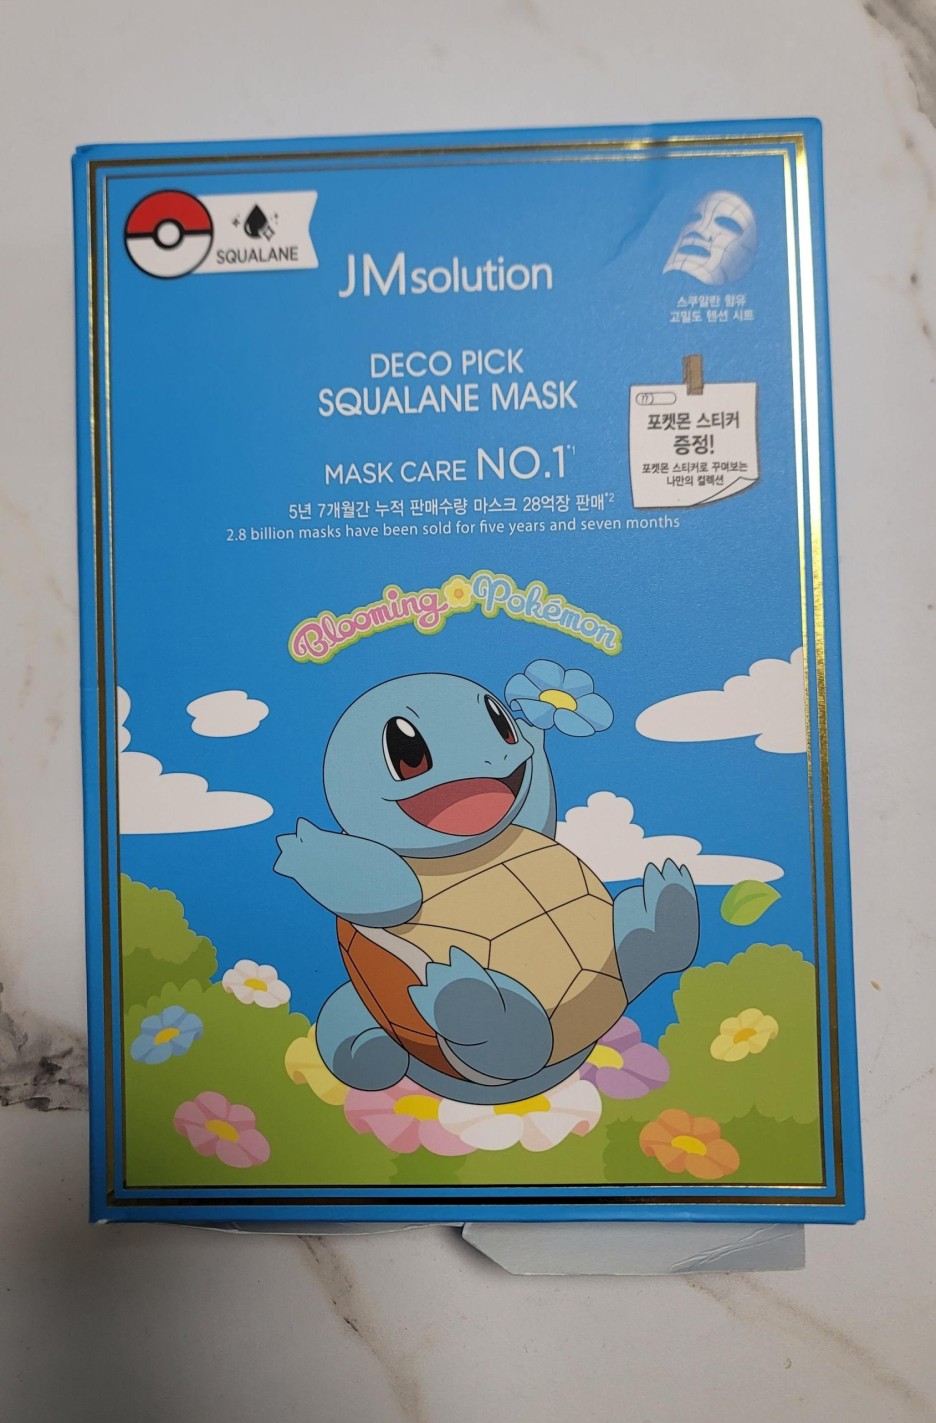 SQUALANE
JMsolution
스쿠알란 함유
고밀도 텐션 시트
DECO PICK
SQUALANE MASK
포켓몬 스티커
증정!
포켓몬 스티커로 꾸며보는
나만의 컬렉션
MASK CARE NO.1*1
5년 7개월간 누적 판매수량 마스크 28억장 판매*2
2.8 billion masks have been sold for five years and seven months
Blooming Pokémon